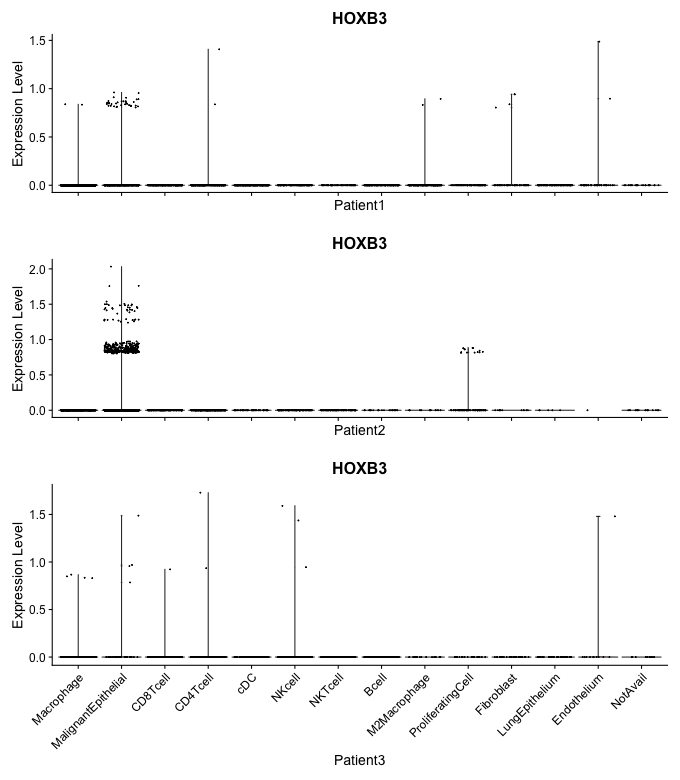 HOXB3
1.5
1.0
0.5
0.0
Expression Level
Patient1
HOXB3
2.0
1.5
1.0
0.5
0.0
Expression Level
Patient2
HOXB3
1.5
1.0
0.5
0.0
Expression Level
Macrophage
MalignantEpithelial
CD8Tcell
CD4Tcell
cDC
NKcell
NKTcell
Bcell
M2Macrophage
ProliferatingCell
Fibroblast
LungEpithelium
Endothelium
NotAvail
Patient3